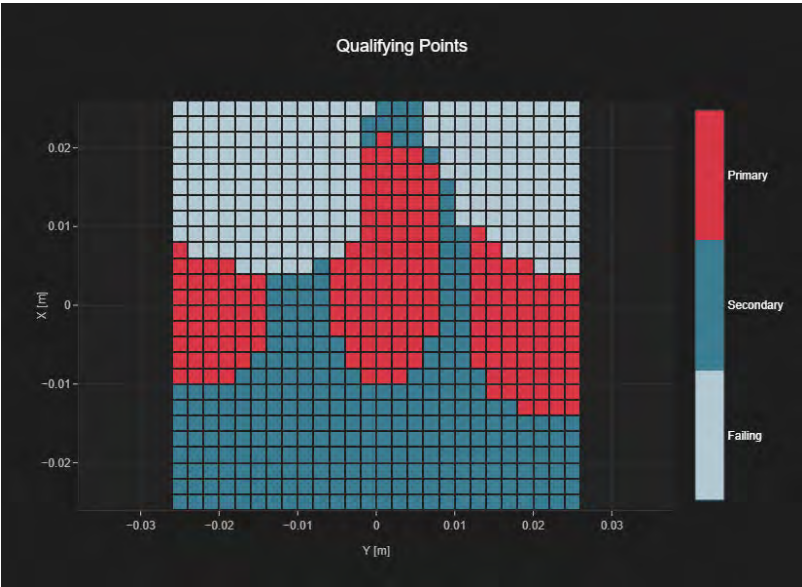 Qualifying Points
0.02
0.01
0
−0.01
−0.02
X [m]
−0.03
−0.02
−0.01
0
0.01
0.02
0.03
Y [m]
Primary
Secondary
Failing